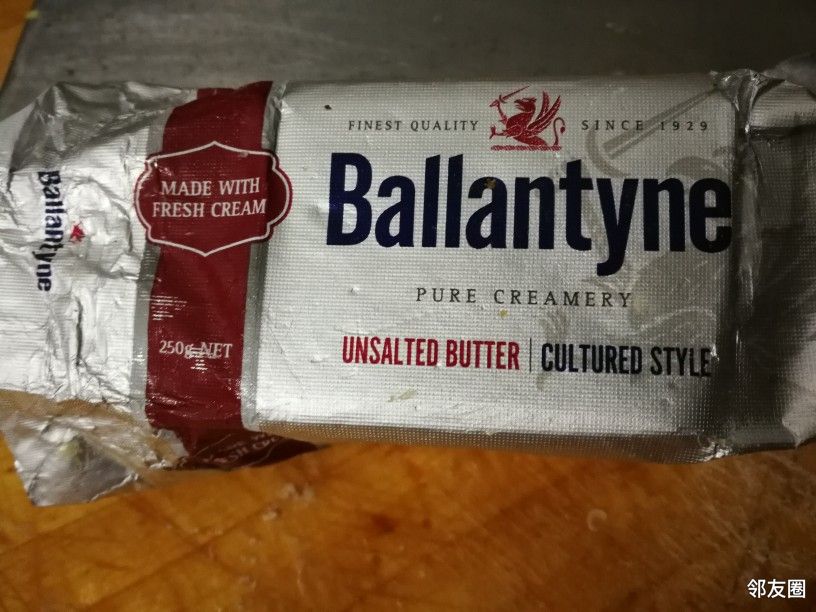 FINEST QUALITY SINCE 1929
Ballantyne
PURE CREAMERY
UNSALTED BUTTER | CULTURED STYLE
MADE WITH
FRESH CREAM
250g NET
Ballantyne
邻友圈